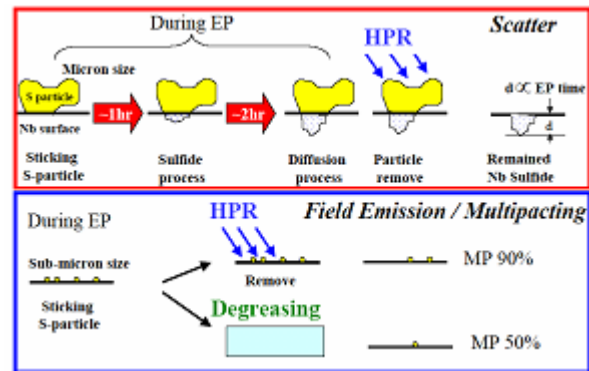 During EP
Scatter
HPR
Micron size
d∝ EP time
S particle
~1hr
~2hr
d
Nb surface
Sticking
S-particle
Sulfide
process
Diffusion
process
Particle
remove
Remained
Nb Sulfide
During EP
HPR
Field Emission / Multipacting
Sub-micron size
Remove
MP 90%
Sticking
S-particle
Degreasing
MP 50%